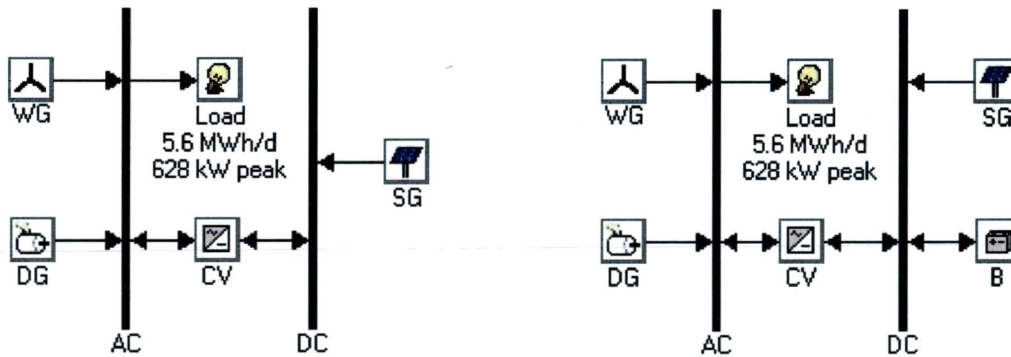 WG
Load
5.6 MWh/d
628 kW peak
SG
DG
CV
AC
DC
WG
Load
5.6 MWh/d
628 kW peak
SG
DG
CV
B
AC
DC